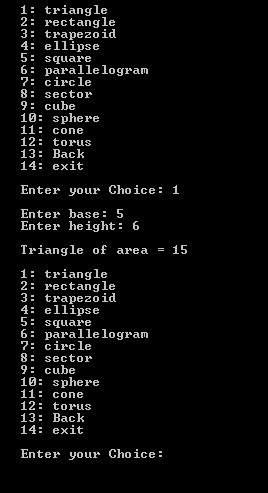 1: triangle
2: rectangle
3: trapezoid
4: ellipse
5: square
6: parallelogram
7: circle
8: sector
9: cube
10: sphere
11: cone
12: torus
13: Back
14: exit
Enter your Choice: 1
Enter base: 5
Enter height: 6
Triangle of area = 15
1: triangle
2: rectangle
3: trapezoid
4: ellipse
5: square
6: parallelogram
7: circle
8: sector
9: cube
10: sphere
11: cone
12: torus
13: Back
14: exit
Enter your Choice: